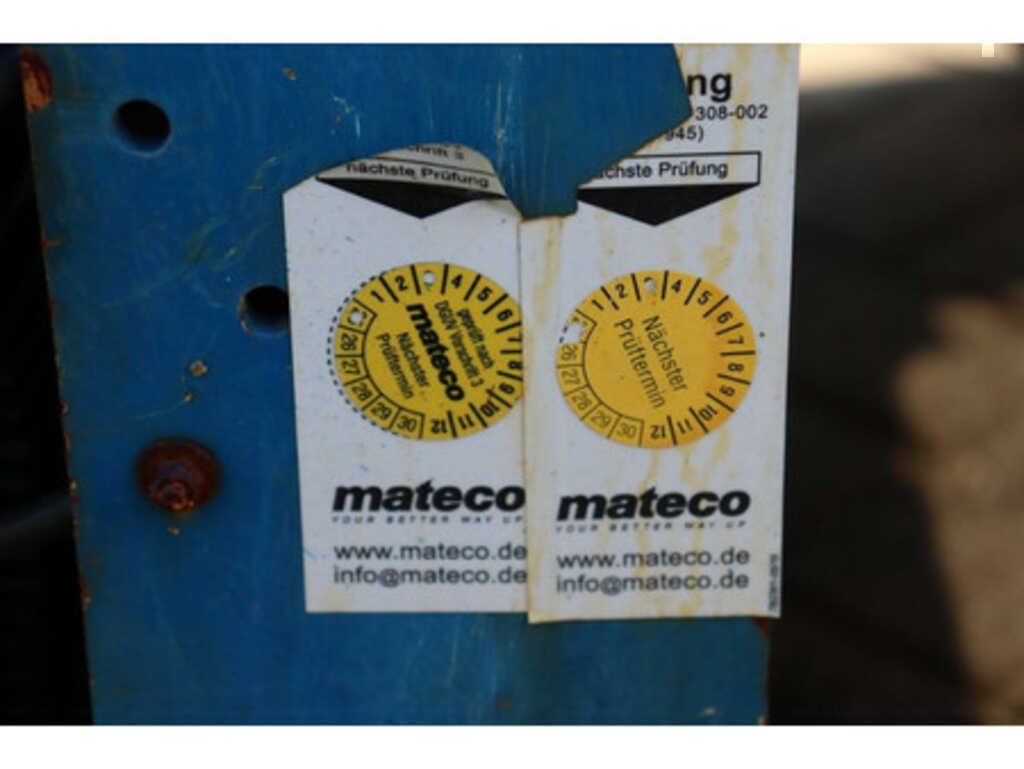 ng
308-002
945)
nächste Prüfung
chste Prüfung
1 2 4 5 6 7 8 9 10 11 12
geprüft nach
DGUV Vorschrift 3
mateco
Nächster
Prüftermin
26 27 28 29 30
1 2 4 5 6 7 8 9 10 11 12
Nächster
Prüftermin
26 27 28 29 30
mateco
YOUR BETTER WAY UP
www.mateco.de
info@mateco.de
mateco
YOUR BETTER WAY UP
www.mateco.de
info@mateco.de